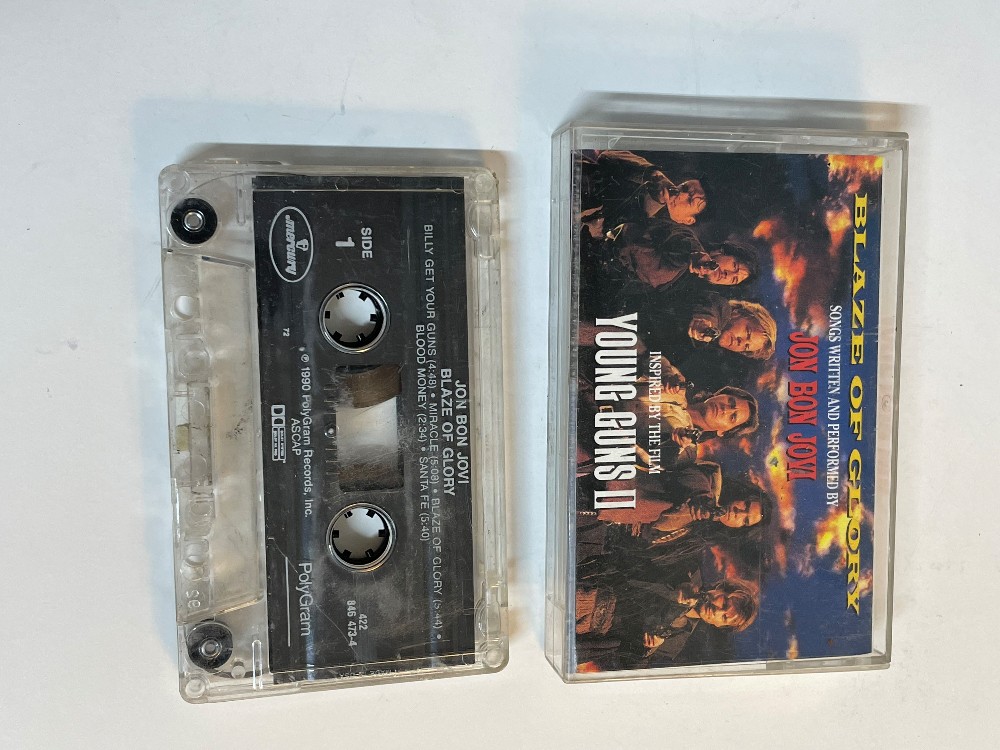 JON BON JOVI
BLAZE OF GLORY
BILLY GET YOUR GUNS (4:48) • MIRACLE (5:08) • BLAZE OF GLORY (5:44) •
BLOOD MONEY (2:34) • SANTA FE (5:40)
SIDE
1
mercury
72
℗ 1990 PolyGram Records, Inc.
ASCAP
422
846 473-4
PolyGram
BLAZE OF GLORY
SONGS WRITTEN AND PERFORMED BY
JON BON JOVI
INSPIRED BY THE FILM
YOUNG GUNS II